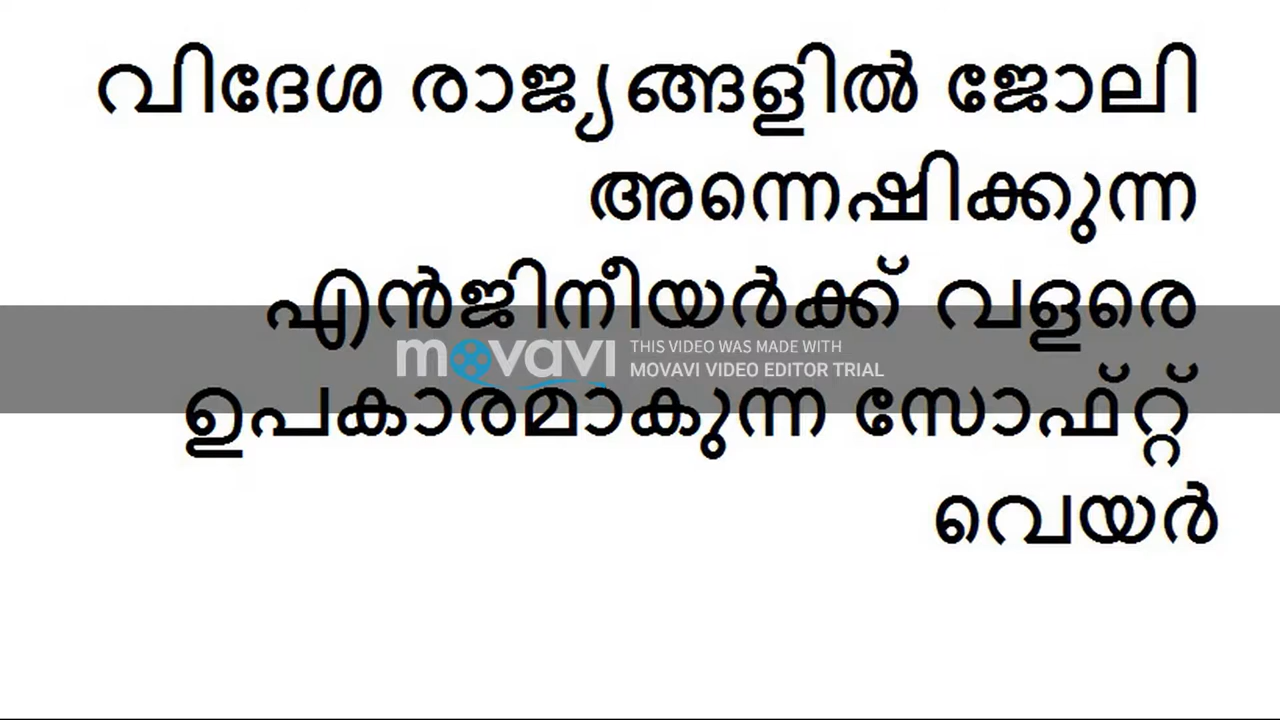 വിദേശ രാജ്യങ്ങളിൽ ജോലി
അന്നെഷിക്കുന്ന
എൻജിനീയർക്ക് വളരെ
movavi THIS VIDEO WAS MADE WITH
MOVAVI VIDEO EDITOR TRIAL
ഉപകാരമാകുന്ന സോഫ്റ്റ്
വെയർ